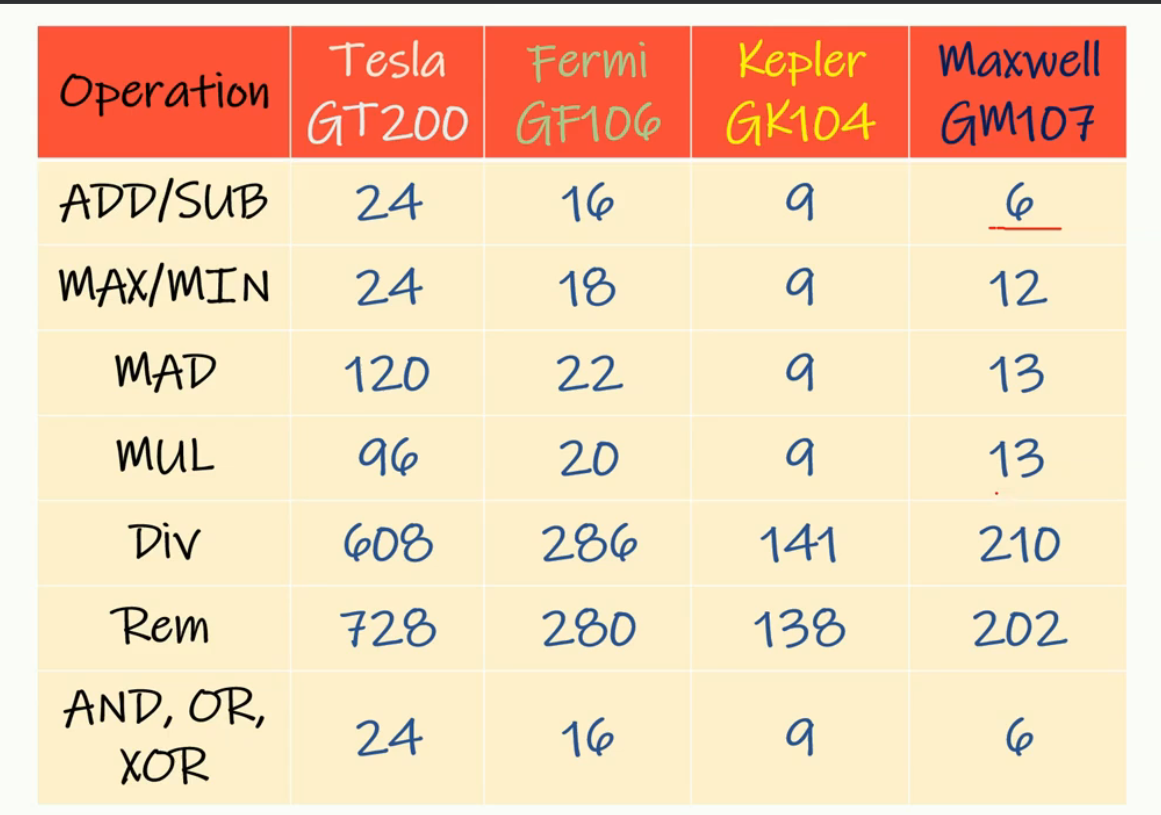 Operation Tesla GT200 Fermi GF106 Kepler GK104 Maxwell GM107
ADD/SUB 24 16 9 6
MAX/MIN 24 18 9 12
MAD 120 22 9 13
MUL 96 20 9 13
Div 608 286 141 210
Rem 728 280 138 202
AND, OR, XOR 24 16 9 6